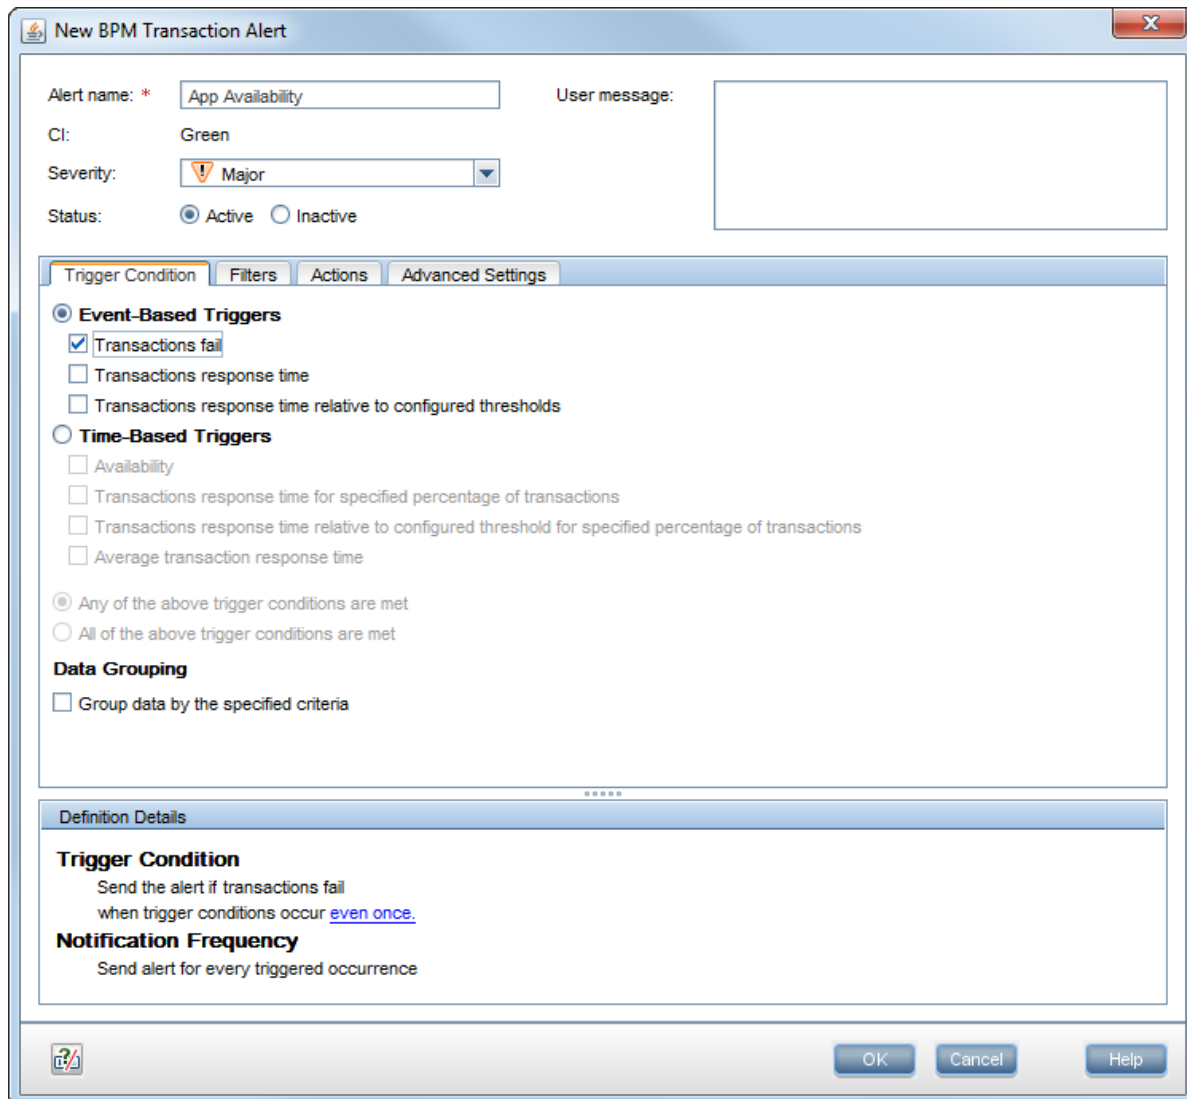 New BPM Transaction Alert
Alert name: * App Availability User message:
CI: Green
Severity: Major
Status: Active Inactive
Trigger Condition Filters Actions Advanced Settings
Event-Based Triggers
Transactions fail
Transactions response time
Transactions response time relative to configured thresholds
Time-Based Triggers
Availability
Transactions response time for specified percentage of transactions
Transactions response time relative to configured threshold for specified percentage of transactions
Average transaction response time
Any of the above trigger conditions are met
All of the above trigger conditions are met
Data Grouping
Group data by the specified criteria
Definition Details
Trigger Condition
Send the alert if transactions fail
when trigger conditions occur even once.
Notification Frequency
Send alert for every triggered occurrence
OK Cancel Help